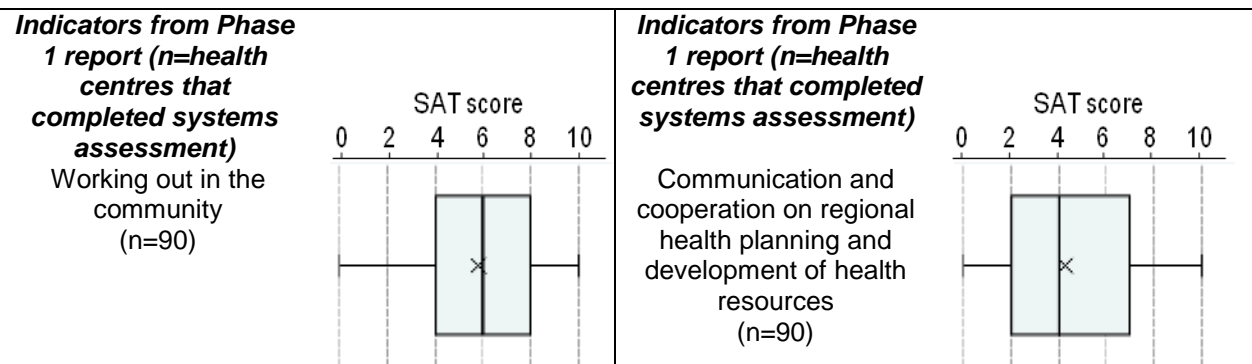 Indicators from Phase
1 report (n=health
centres that
completed systems
assessment)
Working out in the
community
(n=90)
SAT score
0 2 4 6 8 10
Indicators from Phase
1 report (n=health
centres that completed
systems assessment)
Communication and
cooperation on regional
health planning and
development of health
resources
(n=90)
SAT score
0 2 4 6 8 10